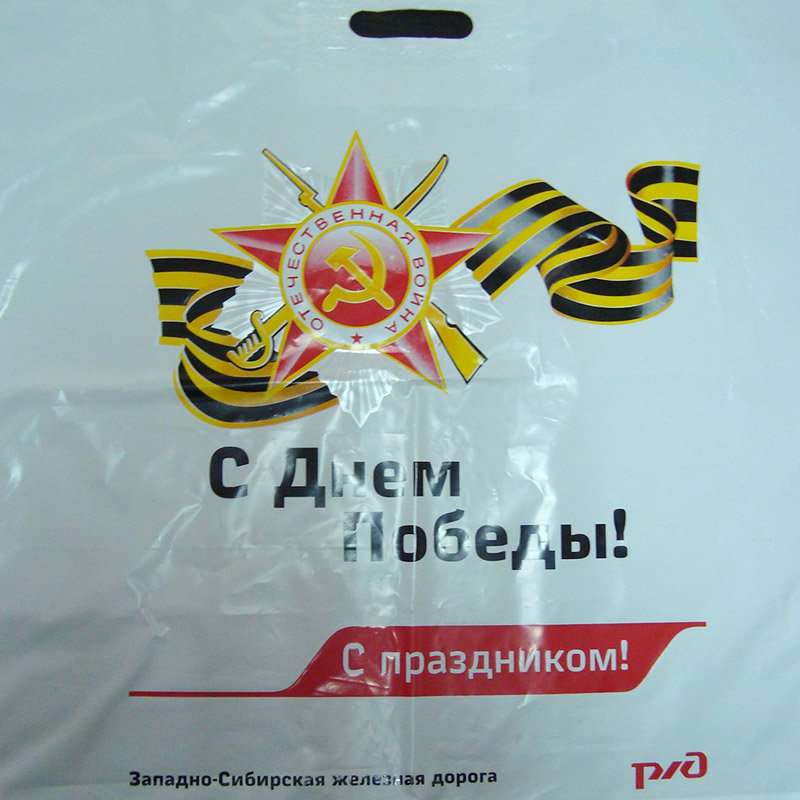 ОТЕЧЕСТВЕННАЯ ВОЙНА
С Днем
Победы!
С праздником!
Западно-Сибирская железная дорога
ржд